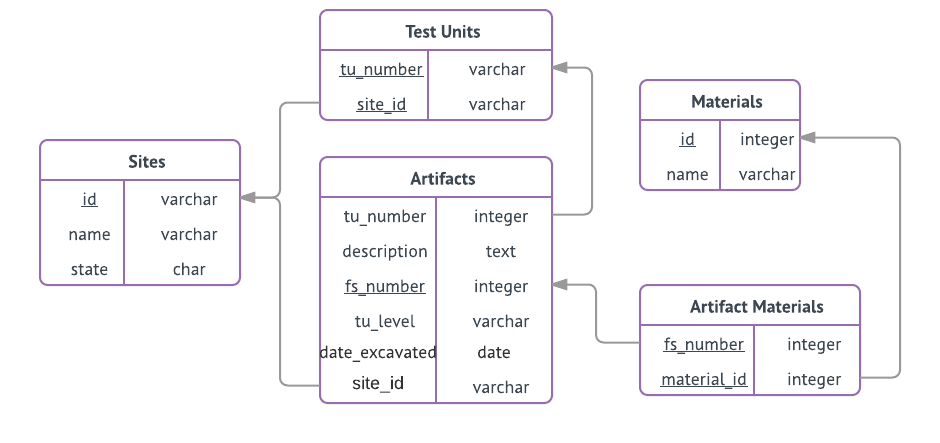 Test Units
tu_number varchar
site_id varchar
Materials
id integer
name varchar
Sites
id varchar
name varchar
state char
Artifacts
tu_number integer
description text
fs_number integer
tu_level varchar
date_excavated date
site_id varchar
Artifact Materials
fs_number integer
material_id integer